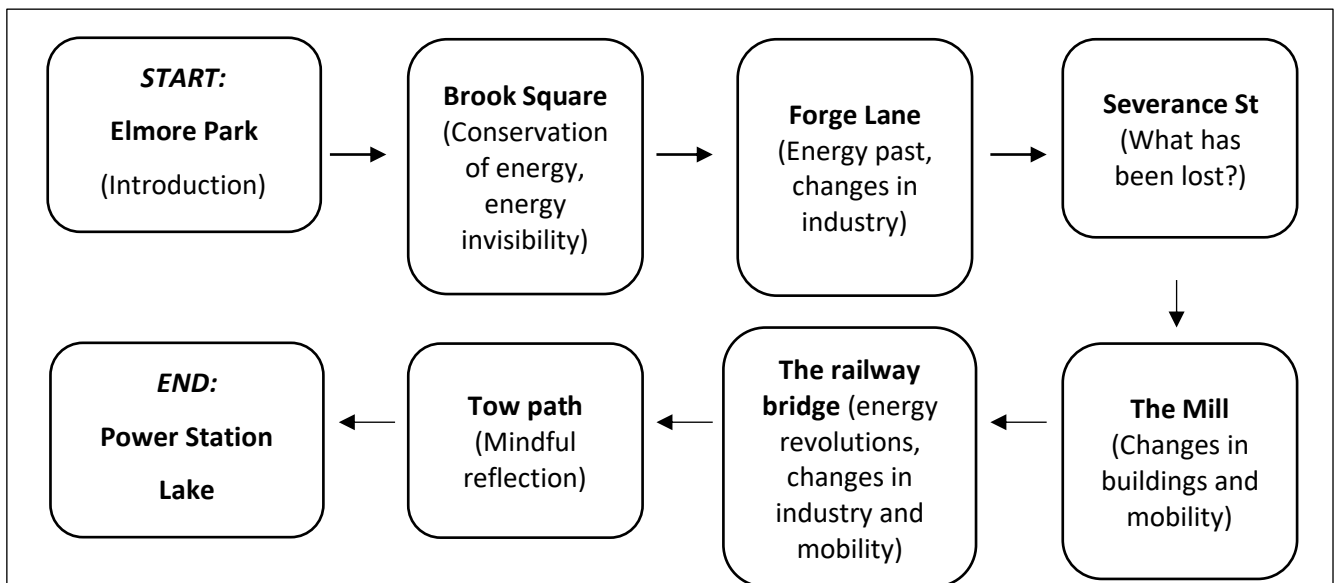 START:
Elmore Park
(Introduction)
Brook Square
(Conservation
of energy,
energy
invisibility)
Forge Lane
(Energy past,
changes in
industry)
Severance St
(What has
been lost?)
The Mill
(Changes in
buildings and
mobility)
The railway
bridge (energy
revolutions,
changes in
industry and
mobility)
Tow path
(Mindful
reflection)
END:
Power Station
Lake